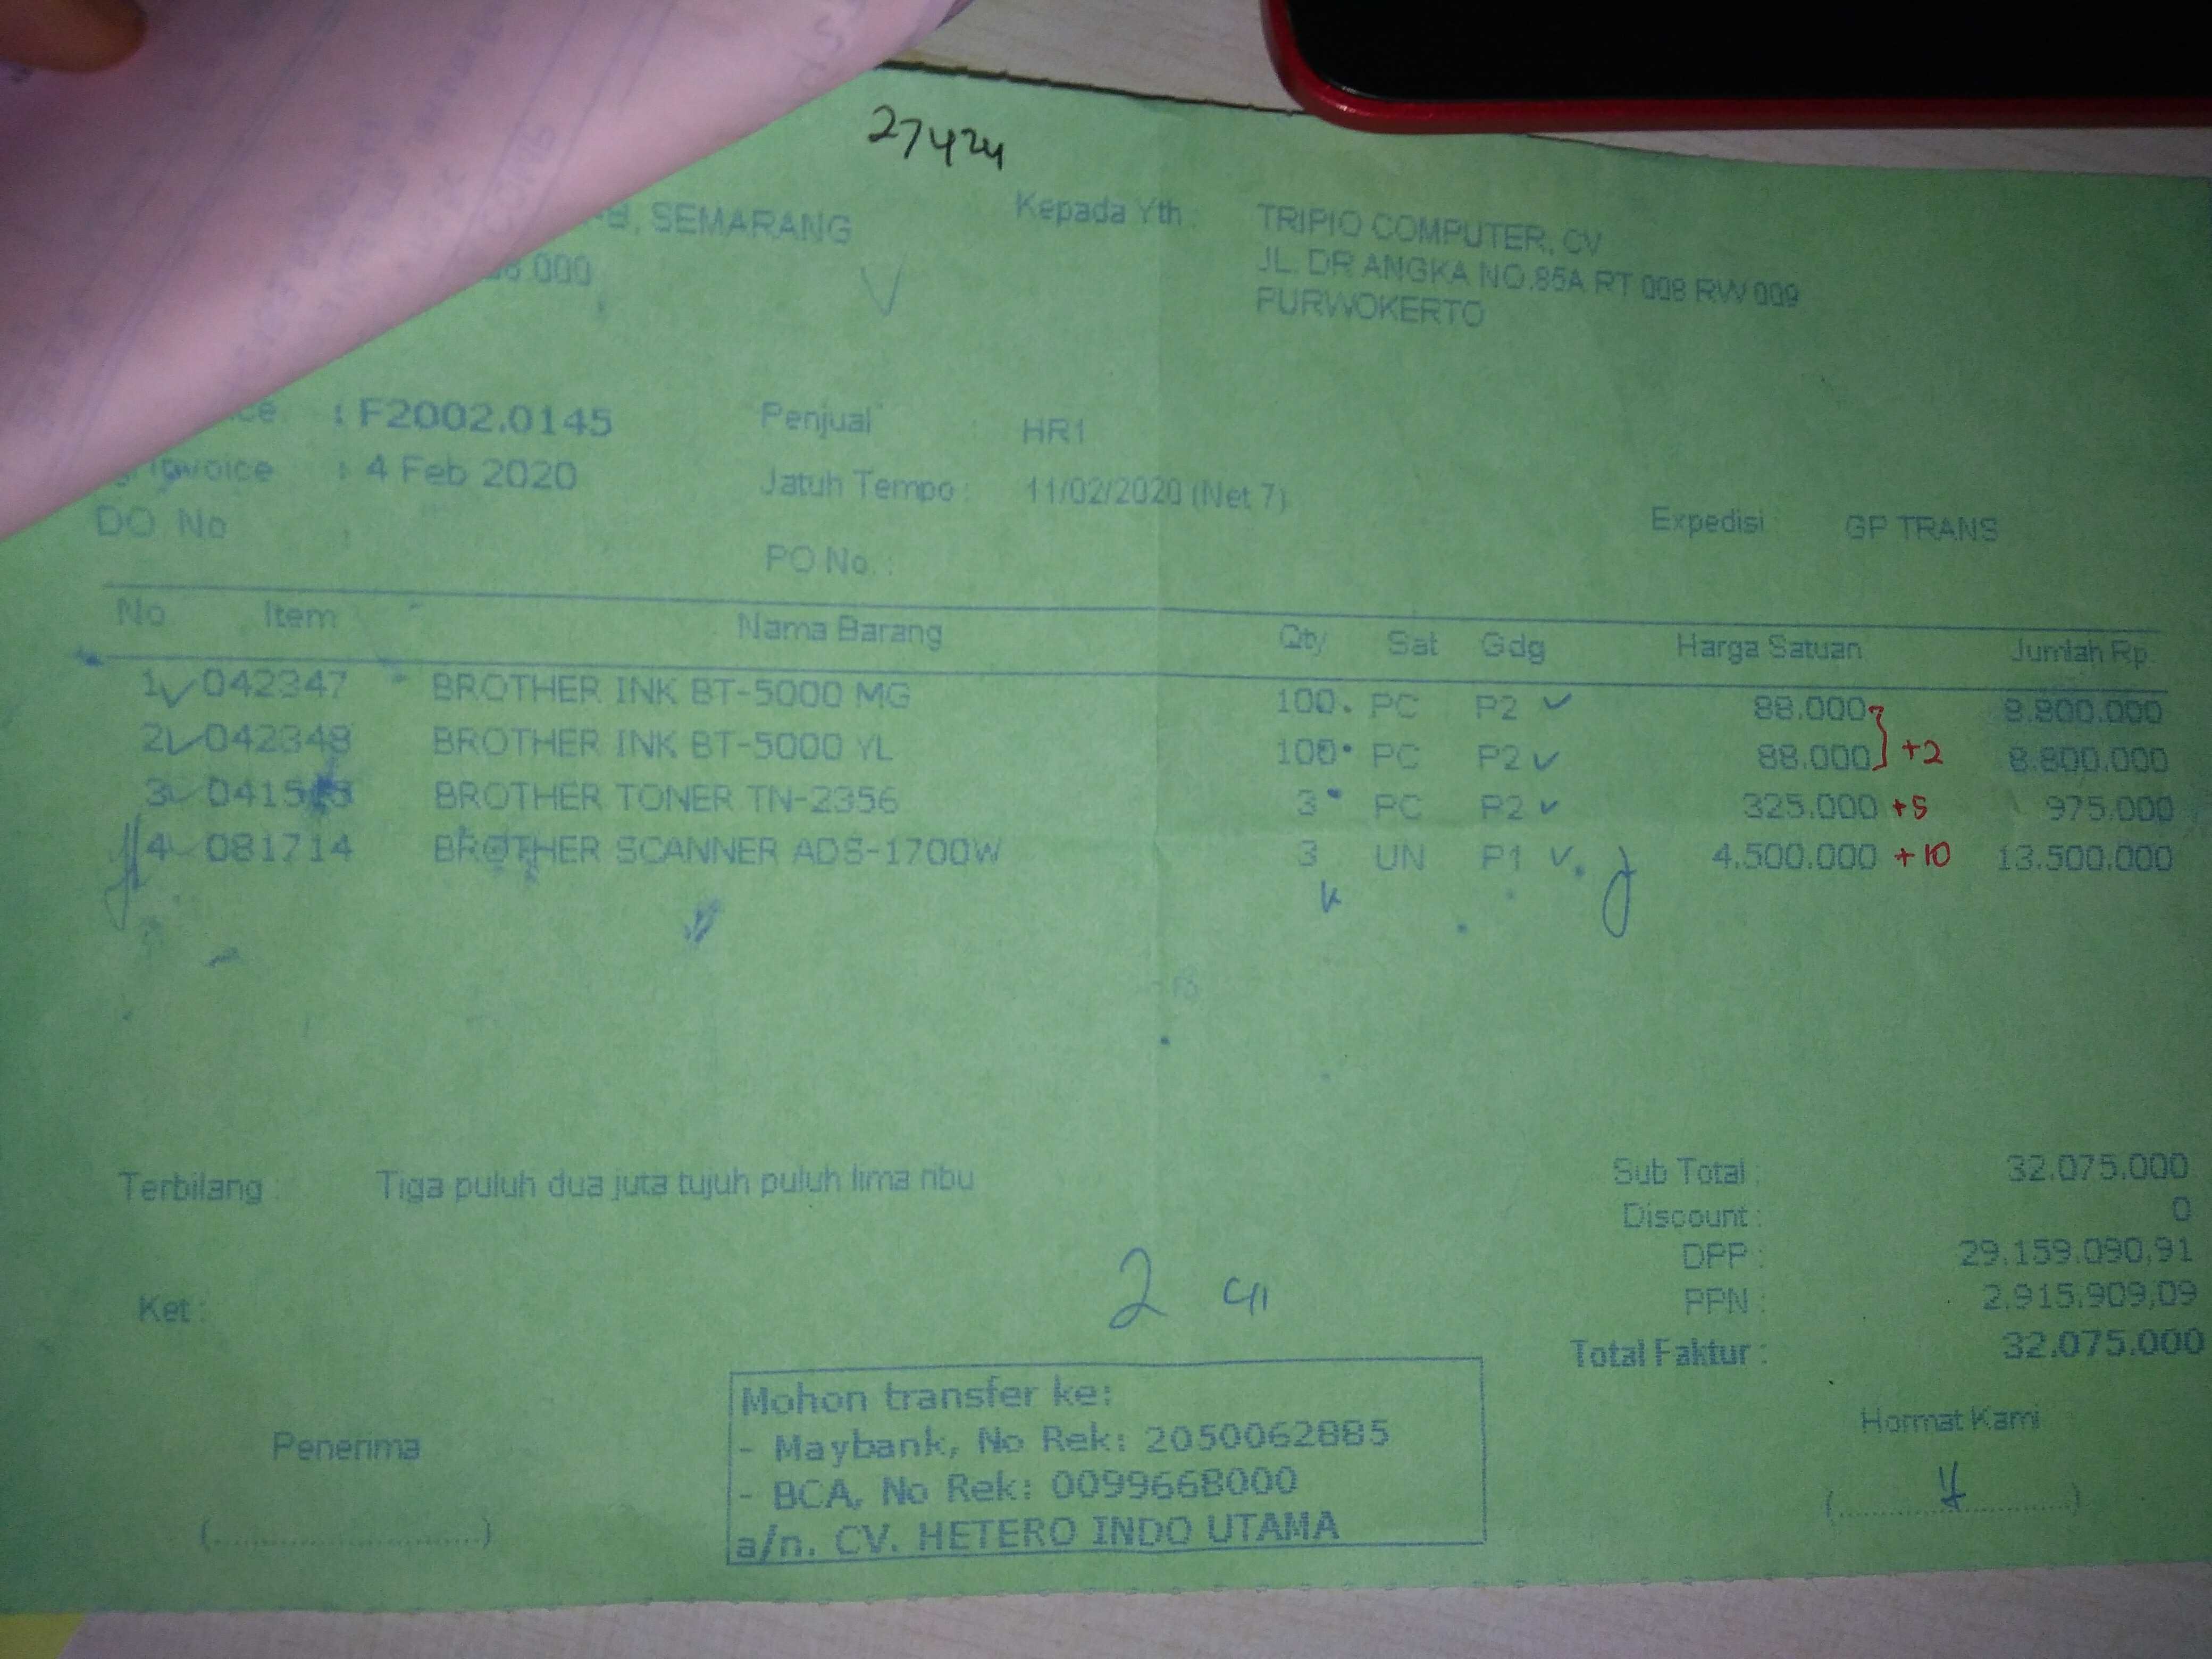 27424
SEMARANG
Kepada Yth :
TRIPIO COMPUTER, CV
JL. DR ANGKA NO.85A RT 008 RW 009
PURWOKERTO
: F2002.0145
Penjual :
HR1
Invoice : 4 Feb 2020
Jatuh Tempo :
11/02/2020 (Net 7)
DO No :
PO No. :
Expedisi :
GP TRANS
No Item Nama Barang Qty Sat Gdg Harga Satuan Jumlah Rp.
1 042347 BROTHER INK BT-5000 MG 100 PC P2 88.000 8.800.000
2 042348 BROTHER INK BT-5000 YL 100 PC P2 88.000 +2 8.800.000
3 BROTHER TONER TN-2356 3 PC P2 325.000 +5 975.000
4 081714 BROTHER SCANNER ADS-1700W 3 UN P1 4.500.000 +10 13.500.000
Terbilang : Tiga puluh dua juta tujuh puluh lima ribu
Sub Total : 32.075.000
Discount : 0
DPP : 29.159.090,91
PPN : 2.915.909,09
Total Faktur : 32.075.000
Ket :
2
Mohon transfer ke:
- Maybank, No Rek: 2050062885
- BCA, No Rek: 0099668000
a/n. CV. HETERO INDO UTAMA
Penerima
Hormat Kami